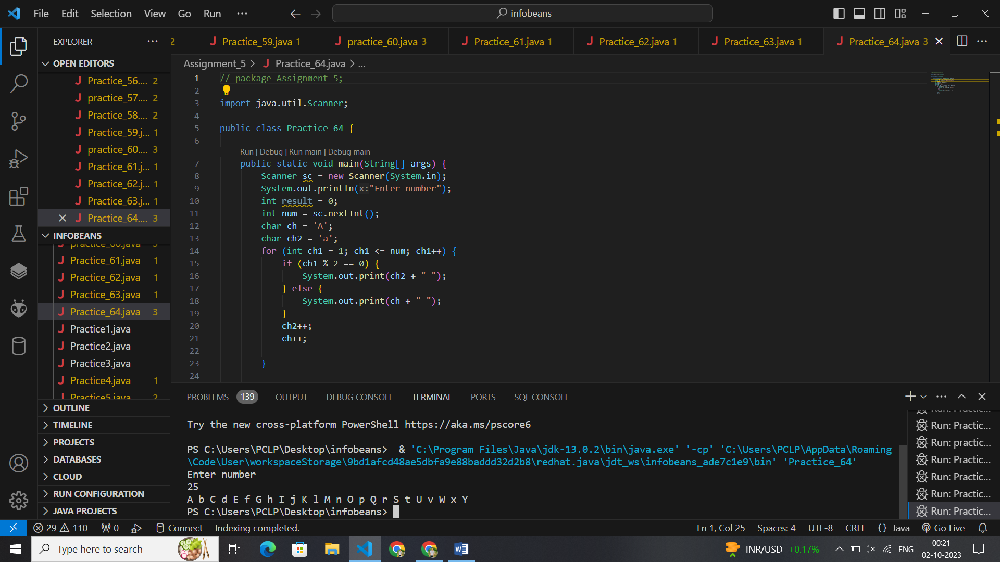 File Edit Selection View Go Run ...
infobeans
EXPLORER ...
2
Practice_59.java 1
practice_60.java 3
Practice_61.java 1
Practice_62.java 1
Practice_63.java 1
Practice_64.java 3
OPEN EDITORS
Practice_56.... 2
practice_57.... 2
Practice_58.... 2
Practice_59.j... 1
practice_60.... 3
Practice_61.j... 1
Practice_62.j... 1
Practice_63.j... 1
Practice_64.... 3
INFOBEANS
practice_60.java 3
Practice_61.java 1
Practice_62.java 1
Practice_63.java 1
Practice_64.java 3
Practice1.java
Practice2.java
Practice3.java
Practice4.java 1
Practice5.java 2
OUTLINE
TIMELINE
PROJECTS
DATABASES
CLOUD
RUN CONFIGURATION
JAVA PROJECTS
Assignment_5 > Practice_64.java > ...
1 // package Assignment_5;
2
3 import java.util.Scanner;
4
5 public class Practice_64 {
6
Run | Debug | Run main | Debug main
7 public static void main(String[] args) {
8 Scanner sc = new Scanner(System.in);
9 System.out.println(x:"Enter number");
10 int result = 0;
11 int num = sc.nextInt();
12 char ch = 'A';
13 char ch2 = 'a';
14 for (int ch1 = 1; ch1 <= num; ch1++) {
15 if (ch1 % 2 == 0) {
16 System.out.print(ch2 + " ");
17 } else {
18 System.out.print(ch + " ");
19 }
20 ch2++;
21 ch++;
22
23 }
24
PROBLEMS 139 OUTPUT DEBUG CONSOLE TERMINAL PORTS SQL CONSOLE
Try the new cross-platform PowerShell https://aka.ms/pscore6
PS C:\Users\PCLP\Desktop\infobeans> & 'C:\Program Files\Java\jdk-13.0.2\bin\java.exe' '-cp' 'C:\Users\PCLP\AppData\Roaming
\Code\User\workspaceStorage\9bd1afcd48ae5dbfa9e88baddd32d2b8\redhat.java\jdt_ws\infobeans_ade7c1e9\bin' 'Practice_64'
Enter number
25
A b C d E f G h I j K l M n O p Q r S t U v W x Y
PS C:\Users\PCLP\Desktop\infobeans>
Run: Practic...
Run: practic...
Run: Practic...
Run: Practic...
Run: Practic...
Run: Practic...
29 110 0 Connect Indexing completed.
Ln 1, Col 25 Spaces: 4 UTF-8 CRLF {} Java Go Live
Type here to search
INR/USD +0.17% ENG
00:21
02-10-2023